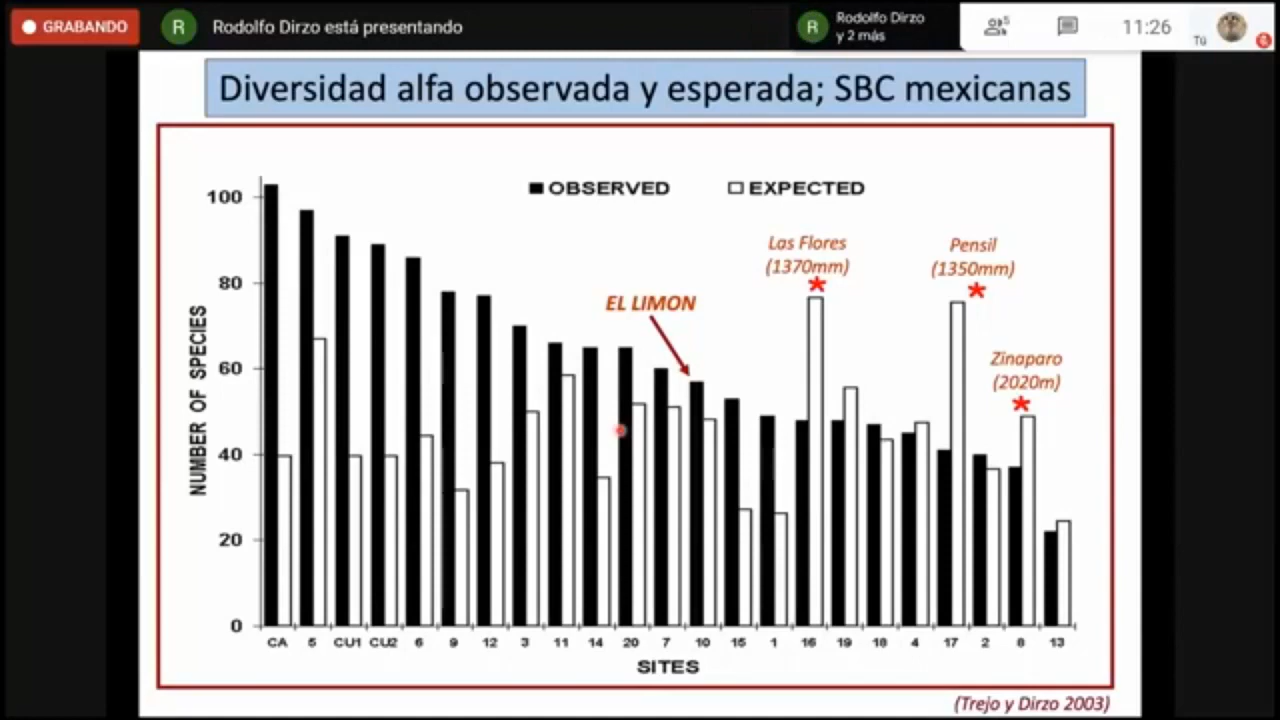 GRABANDO
R
Rodolfo Dirzo está presentando
R
Rodolfo Dirzo
y 2 más
5
11:26
Tú
Diversidad alfa observada y esperada; SBC mexicanas
OBSERVED
EXPECTED
Las Flores
(1370mm)
Pensil
(1350mm)
EL LIMON
Zinaparo
(2020m)
NUMBER OF SPECIES
100
80
60
40
20
0
CA 5 CU1 CU2 6 9 12 3 11 14 20 7 10 15 1 16 19 18 4 17 2 8 13
SITES
(Trejo y Dirzo 2003)